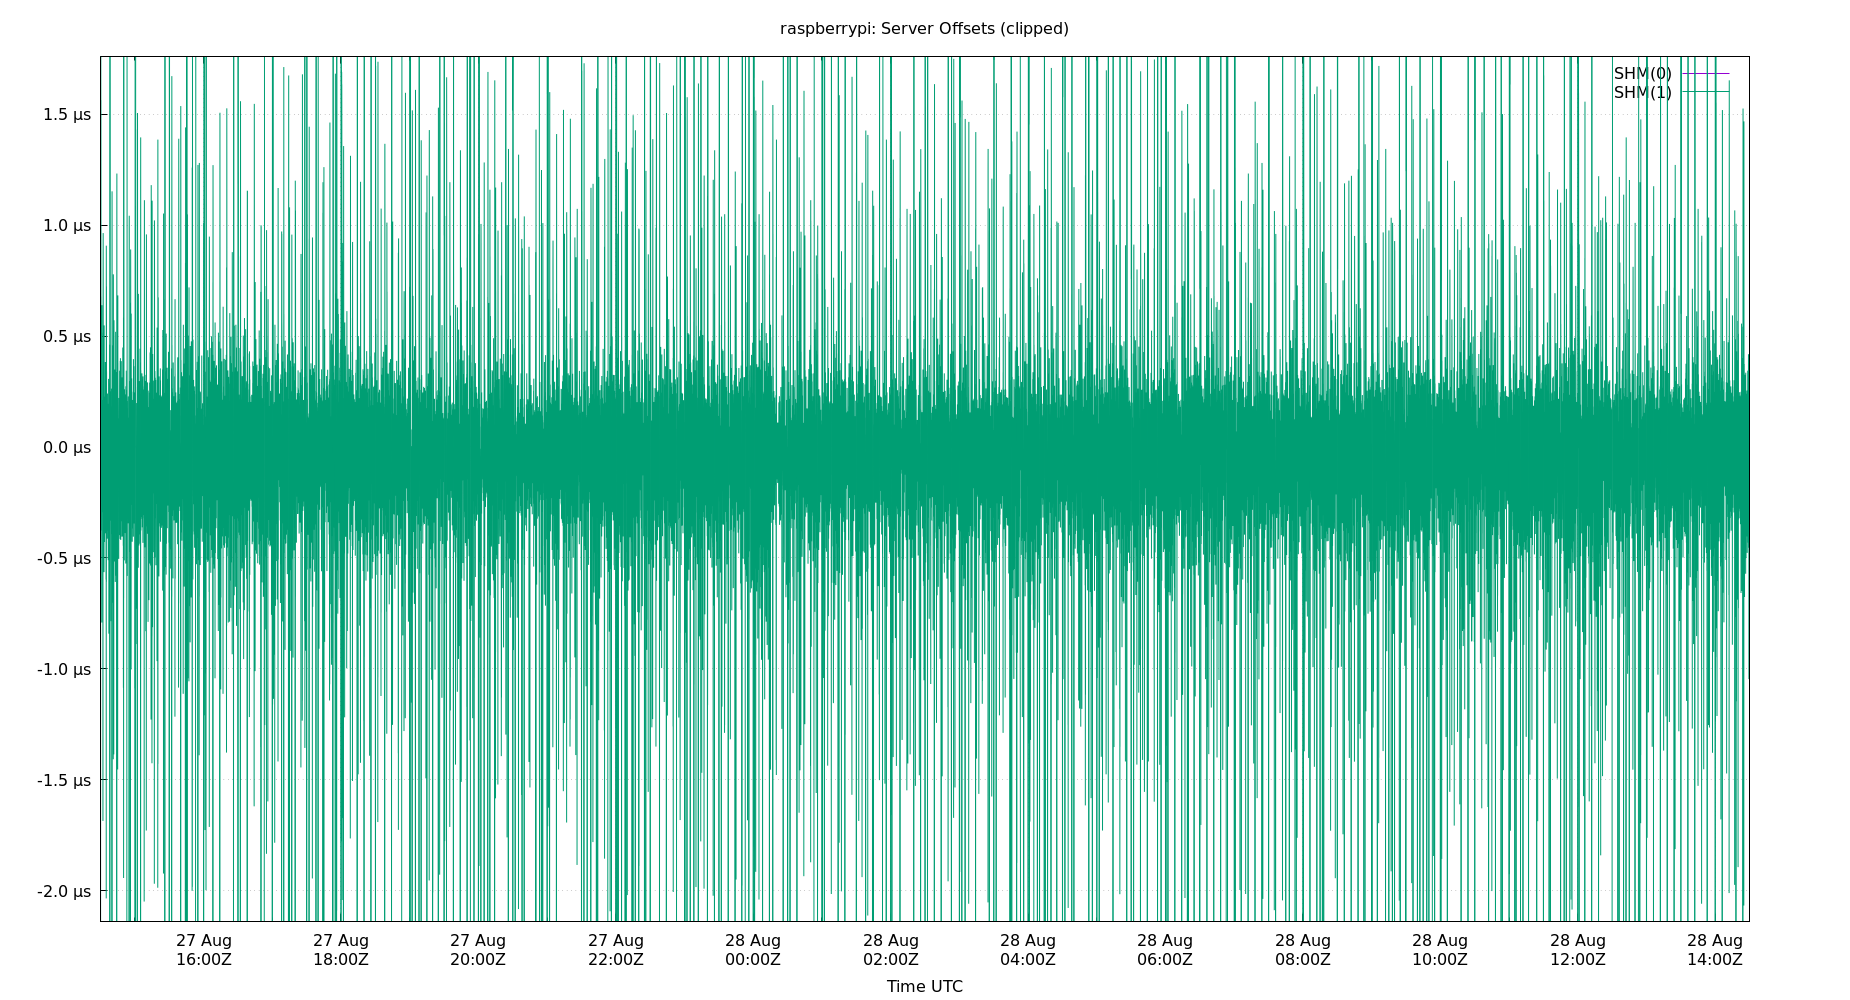 raspberrypi: Server Offsets (clipped)
SHM(0)
SHM(1)
1.5 µs
1.0 µs
0.5 µs
0.0 µs
-0.5 µs
-1.0 µs
-1.5 µs
-2.0 µs
27 Aug 27 Aug 27 Aug 27 Aug 28 Aug 28 Aug 28 Aug 28 Aug 28 Aug 28 Aug 28 Aug 28 Aug
16:00Z 18:00Z 20:00Z 22:00Z 00:00Z 02:00Z 04:00Z 06:00Z 08:00Z 10:00Z 12:00Z 14:00Z
Time UTC